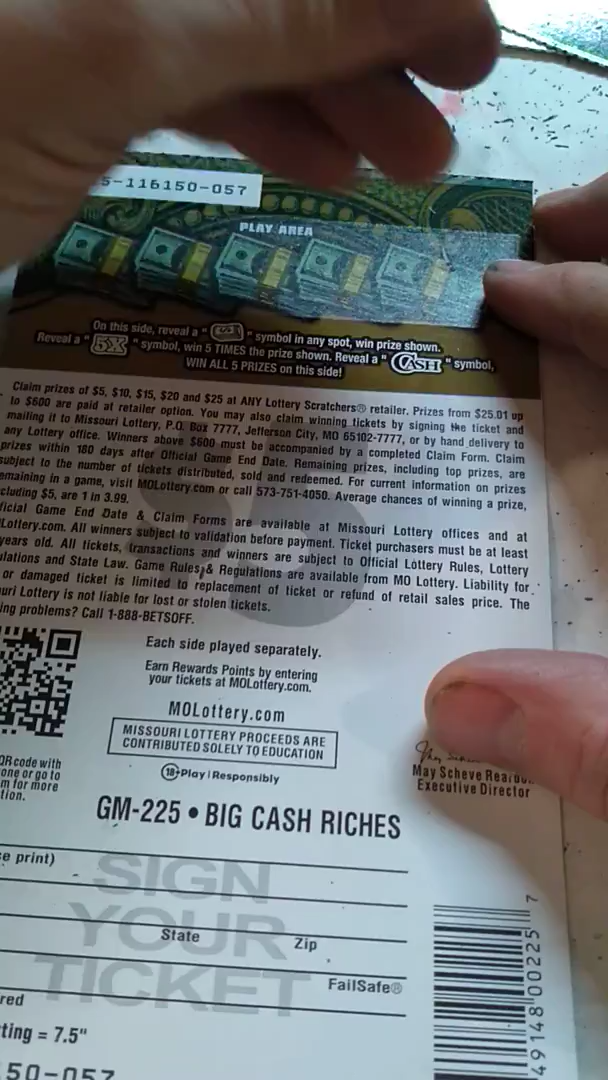 5-116150-057
PLAY AREA
On this side, reveal a " " symbol in any spot, win prize shown.
Reveal a " 5X " symbol, win 5 TIMES the prize shown. Reveal a " CASH " symbol,
WIN ALL 5 PRIZES on this side!
Claim prizes of $5, $10, $15, $20 and $25 at ANY Lottery Scratchers® retailer. Prizes from $25.01 up
to $600 are paid at retailer option. You may also claim winning tickets by signing the ticket and
mailing it to Missouri Lottery, P.O. Box 7777, Jefferson City, MO 65102-7777, or by hand delivery to
any Lottery office. Winners above $600 must be accompanied by a completed Claim Form. Claim
prizes within 180 days after Official Game End Date. Remaining prizes, including top prizes, are
subject to the number of tickets distributed, sold and redeemed. For current information on prizes
emaining in a game, visit MOLottery.com or call 573-751-4050. Average chances of winning a prize,
cluding $5, are 1 in 3.99.
ficial Game End Date & Claim Forms are available at Missouri Lottery offices and at
Lottery.com. All winners subject to validation before payment. Ticket purchasers must be at least
years old. All tickets, transactions and winners are subject to Official Lottery Rules, Lottery
ulations and State Law. Game Rules & Regulations are available from MO Lottery. Liability for
or damaged ticket is limited to replacement of ticket or refund of retail sales price. The
uri Lottery is not liable for lost or stolen tickets.
ing problems? Call 1-888-BETSOFF.
Each side played separately.
Earn Rewards Points by entering
your tickets at MOLottery.com.
MOLottery.com
MISSOURI LOTTERY PROCEEDS ARE
CONTRIBUTED SOLELY TO EDUCATION
18+ Play Responsibly
QR code with
one or go to
m for more
tion.
May Scheve Reardon
Executive Director
GM-225 • BIG CASH RICHES
e print)
SIGN
YOUR
TICKET
State
Zip
FailSafe®
red
ting = 7.5"
50-057
49148 00225 7